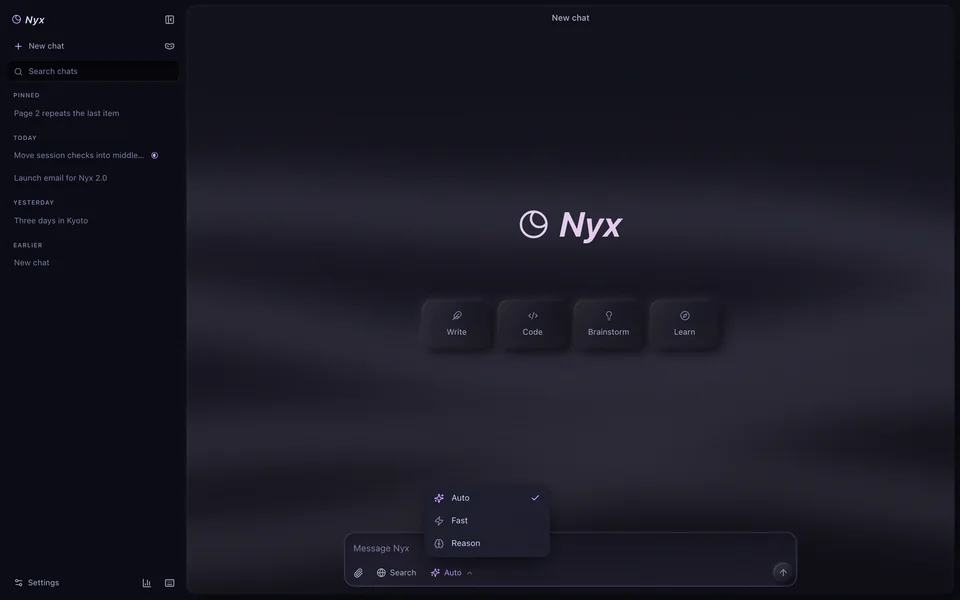 Nyx
New chat
Search chats
PINNED
Page 2 repeats the last item
TODAY
Move session checks into middle...
Launch email for Nyx 2.0
YESTERDAY
Three days in Kyoto
EARLIER
New chat
Settings
New chat
Nyx
Write
Code
Brainstorm
Learn
Auto
Fast
Reason
Message Nyx
Search
Auto